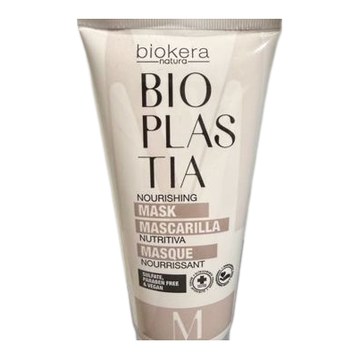 biokera
natura
BIO
PLAS
TIA
NOURISHING
MASK
MASCARILLA
NUTRITIVA
MASQUE
NOURRISSANT
SULFATE,
PARABEN FREE
& VEGAN
M